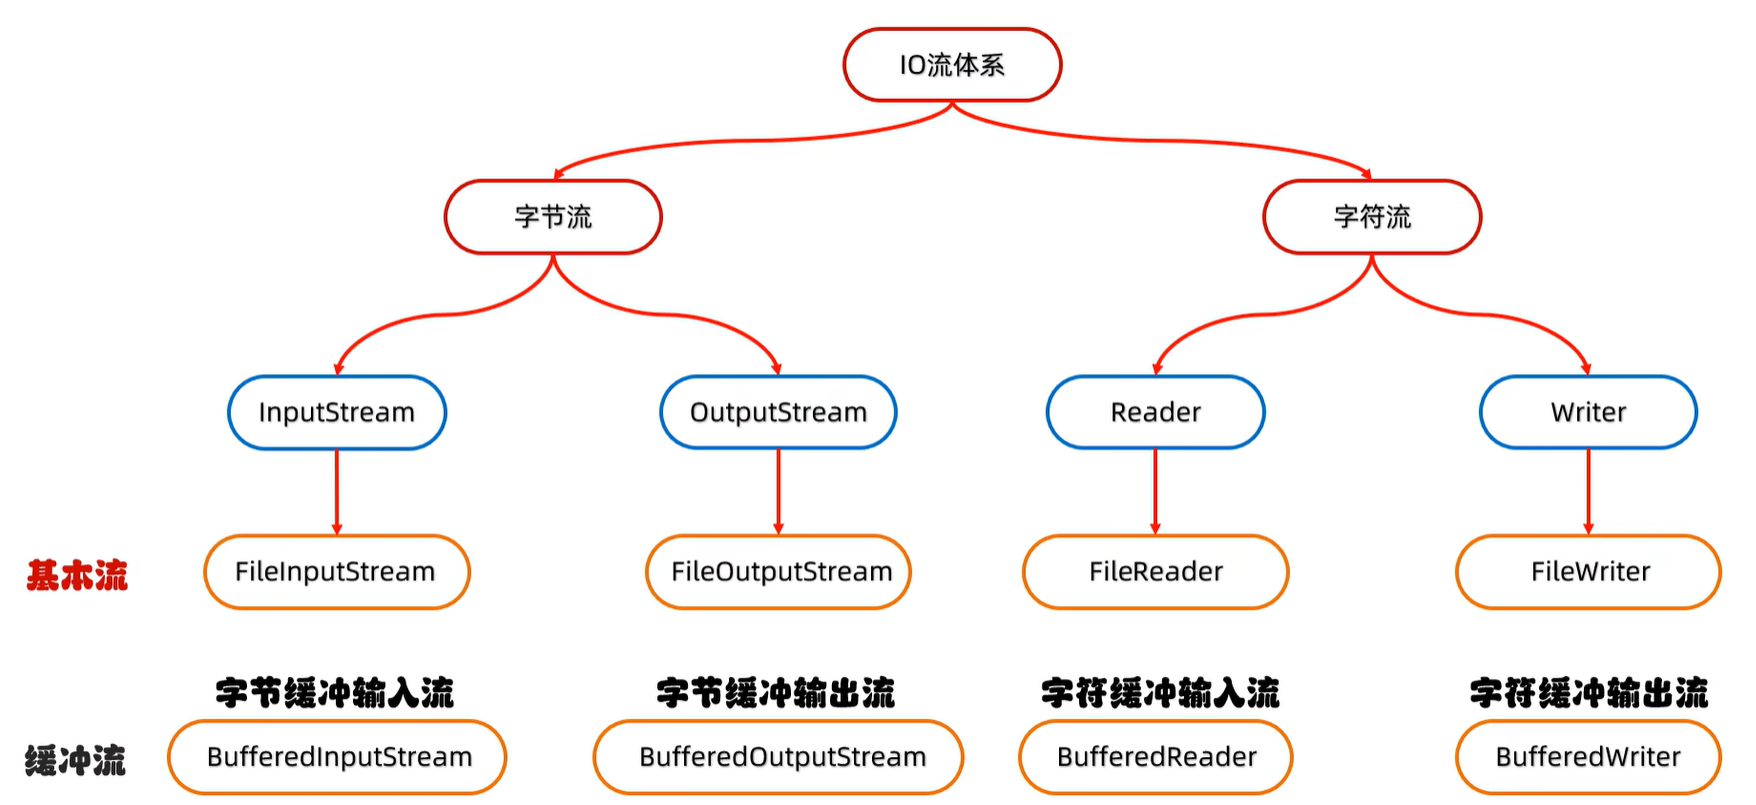 IO流体系
字节流
字符流
InputStream
OutputStream
Reader
Writer
基本流
FileInputStream
FileOutputStream
FileReader
FileWriter
字节缓冲输入流
字节缓冲输出流
字符缓冲输入流
字符缓冲输出流
缓冲流
BufferedInputStream
BufferedOutputStream
BufferedReader
BufferedWriter